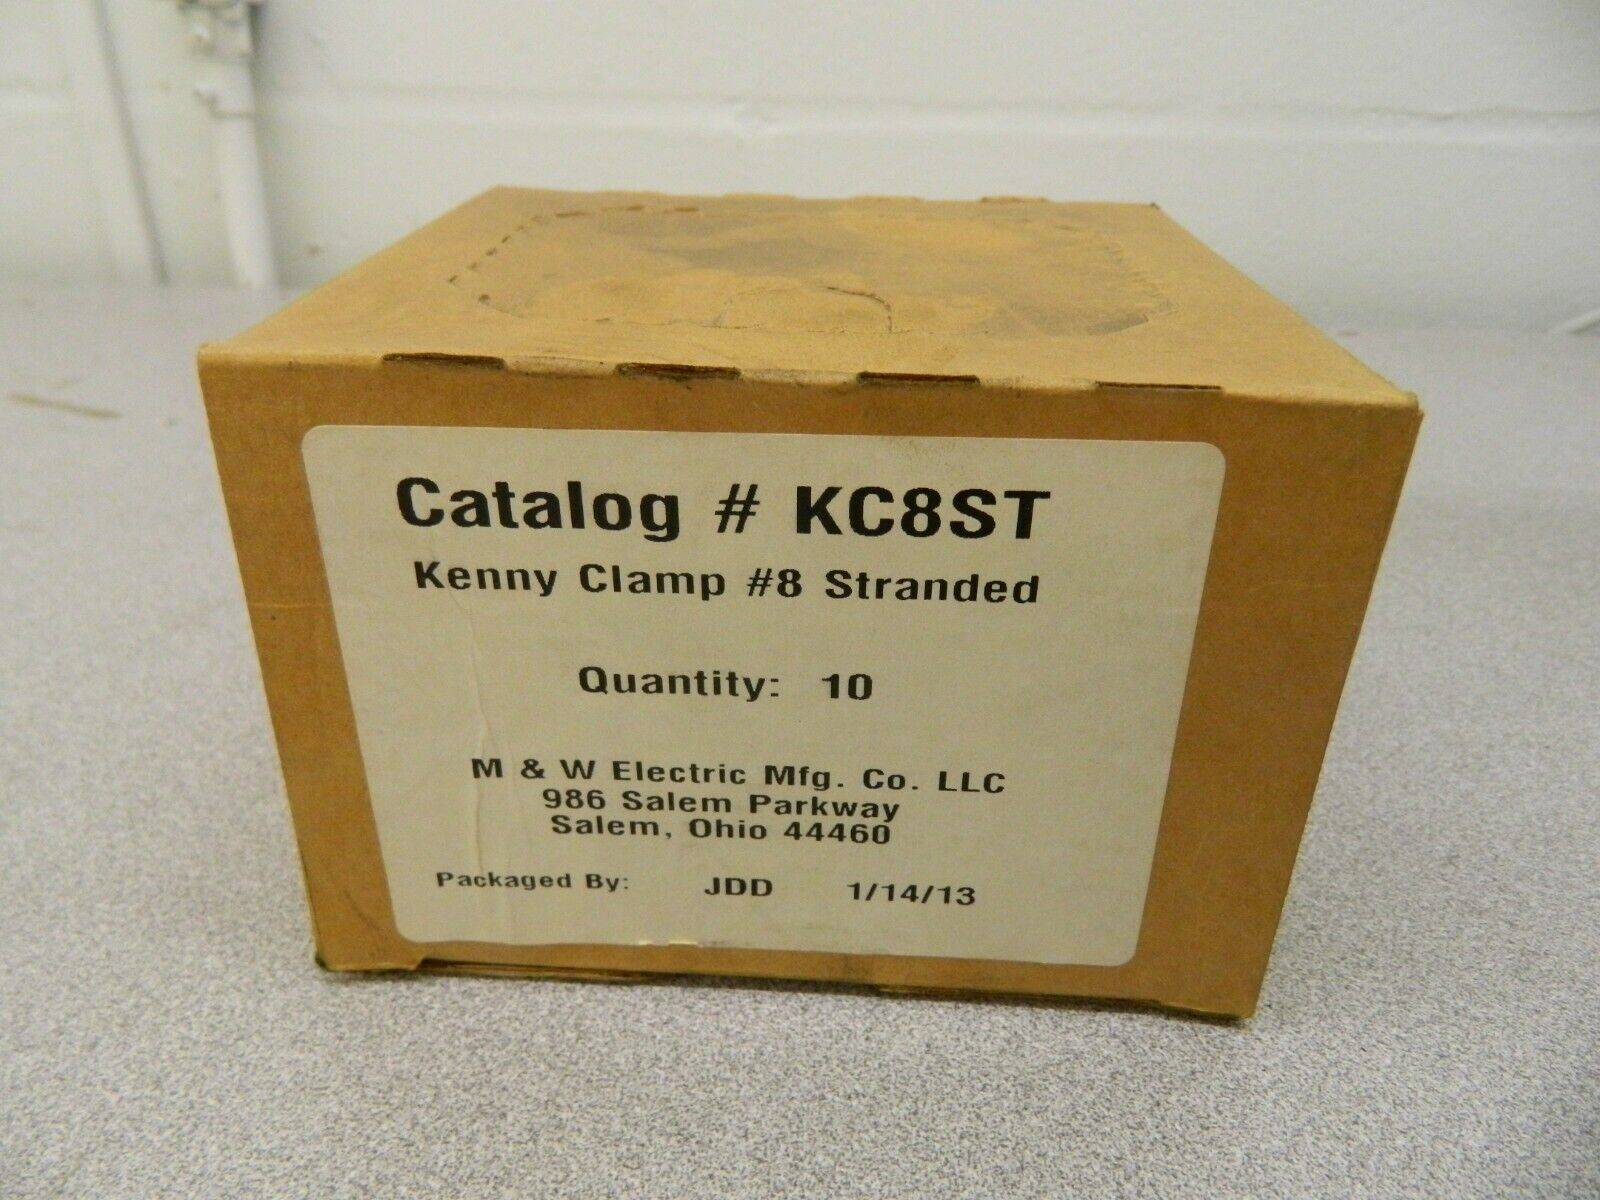 Catalog # KC8ST
Kenny Clamp #8 Stranded
Quantity: 10
M & W Electric Mfg. Co. LLC
986 Salem Parkway
Salem, Ohio 44460
Packaged By: JDD 1/14/13